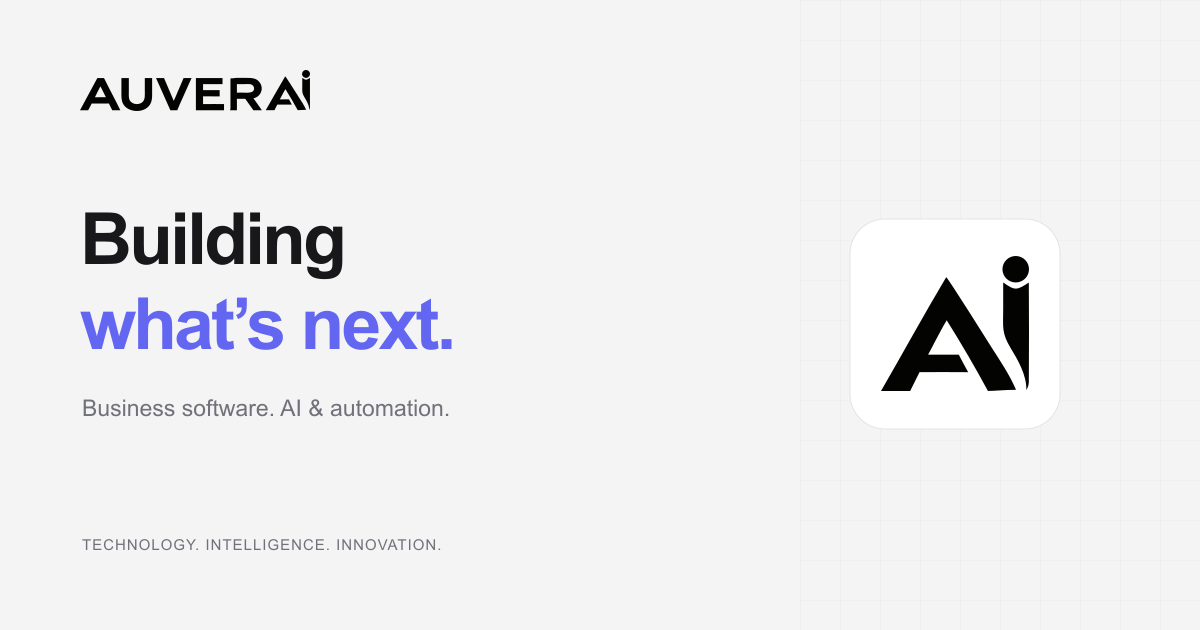 AUVERAi
Building
what’s next.
Business software. AI & automation.
TECHNOLOGY. INTELLIGENCE. INNOVATION.
Ai